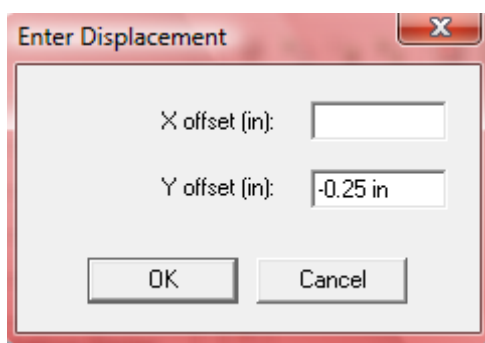 Enter Displacement
X offset (in):
Y offset (in): -0.25 in
OK Cancel